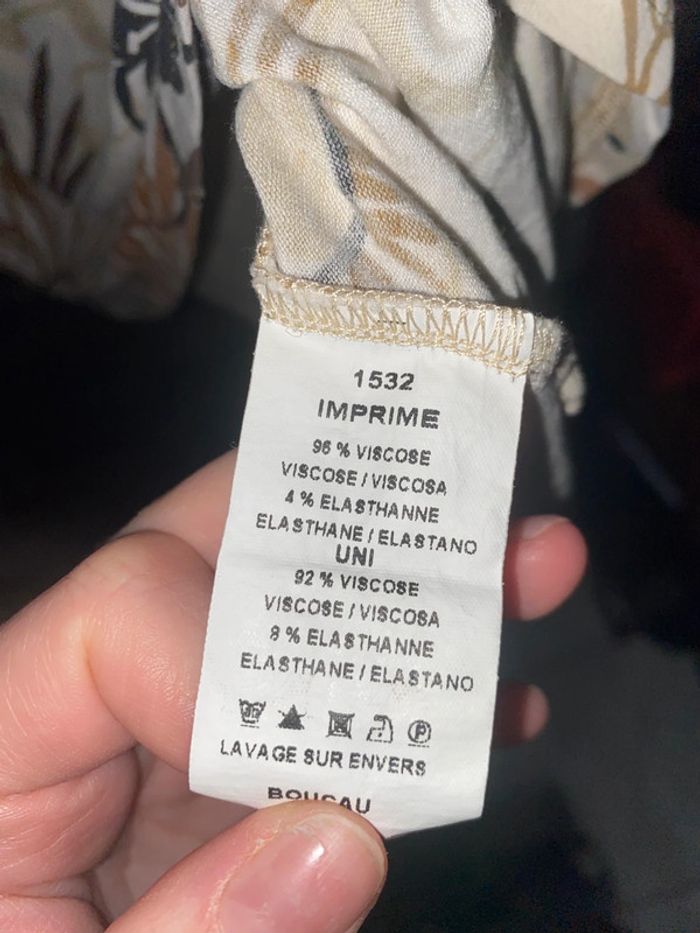 1532
IMPRIME
96 % VISCOSE
VISCOSE / VISCOSA
4 % ELASTHANNE
ELASTHANE / ELASTANO
UNI
92 % VISCOSE
VISCOSE / VISCOSA
8 % ELASTHANNE
ELASTHANE / ELASTANO
P
LAVAGE SUR ENVERS